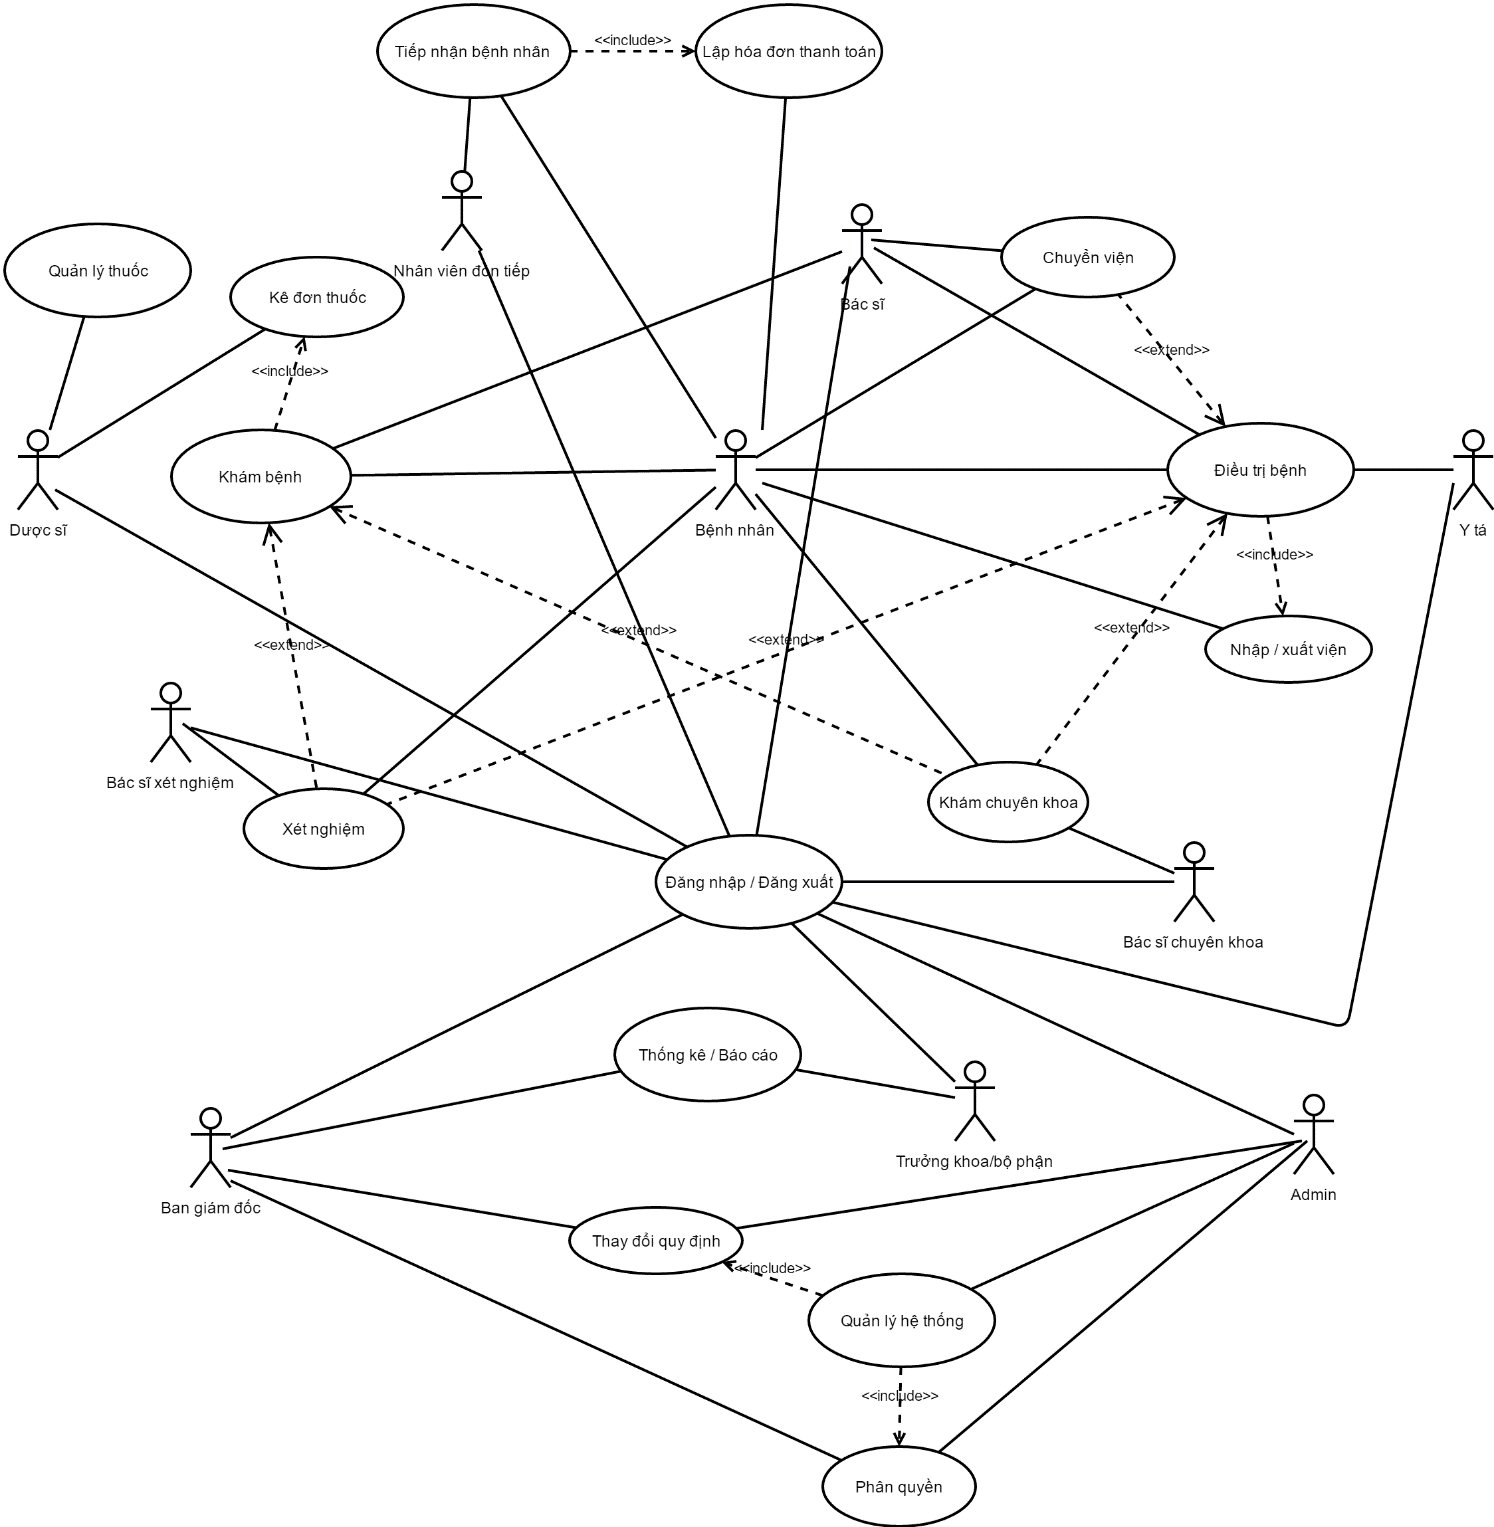 Tiếp nhận bệnh nhân
<<include>>
Lập hóa đơn thanh toán
Quản lý thuốc
Nhân viên đón tiếp
Kê đơn thuốc
Chuyển viện
Bác sĩ
<<extend>>
<<include>>
Khám bệnh
Điều trị bệnh
Dược sĩ
Bệnh nhân
Y tá
<<include>>
<<extend>>
<<extend>>
<<extend>>
<<extend>>
Nhập / xuất viện
Bác sĩ xét nghiệm
Xét nghiệm
Khám chuyên khoa
Đăng nhập / Đăng xuất
Bác sĩ chuyên khoa
Thống kê / Báo cáo
Trưởng khoa/bộ phận
Ban giám đốc
Admin
Thay đổi quy định
<<include>>
Quản lý hệ thống
<<include>>
Phân quyền